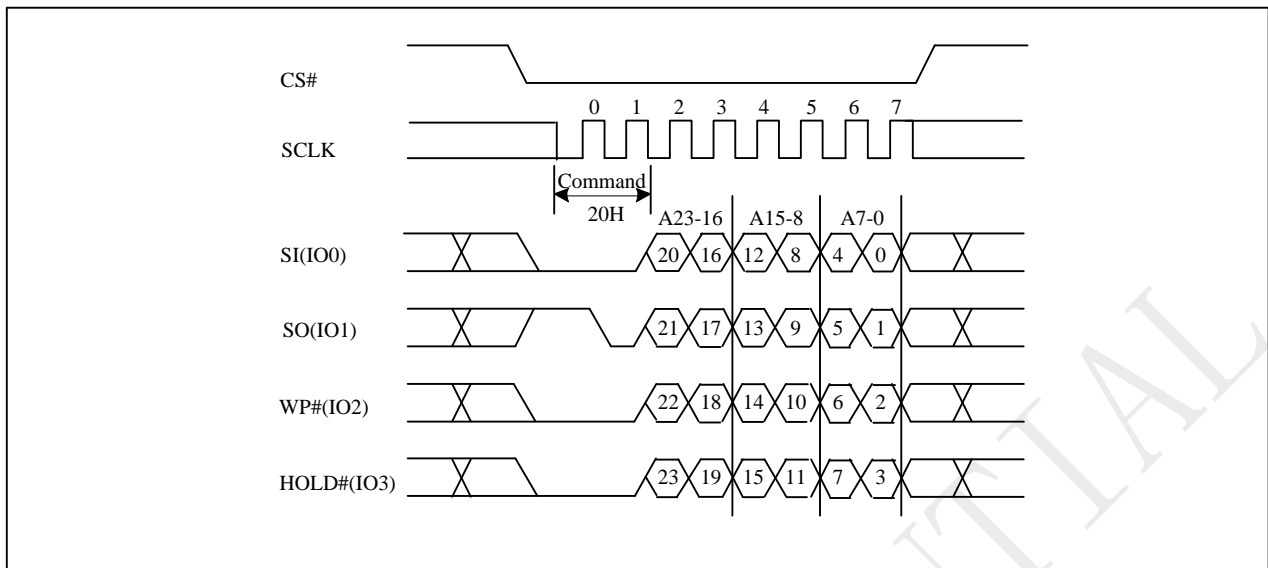 CS#
0 1 2 3 4 5 6 7
SCLK
Command
20H
A23-16 A15-8 A7-0
SI(IO0) 20 16 12 8 4 0
SO(IO1) 21 17 13 9 5 1
WP#(IO2) 22 18 14 10 6 2
HOLD#(IO3) 23 19 15 11 7 3
NTIAL